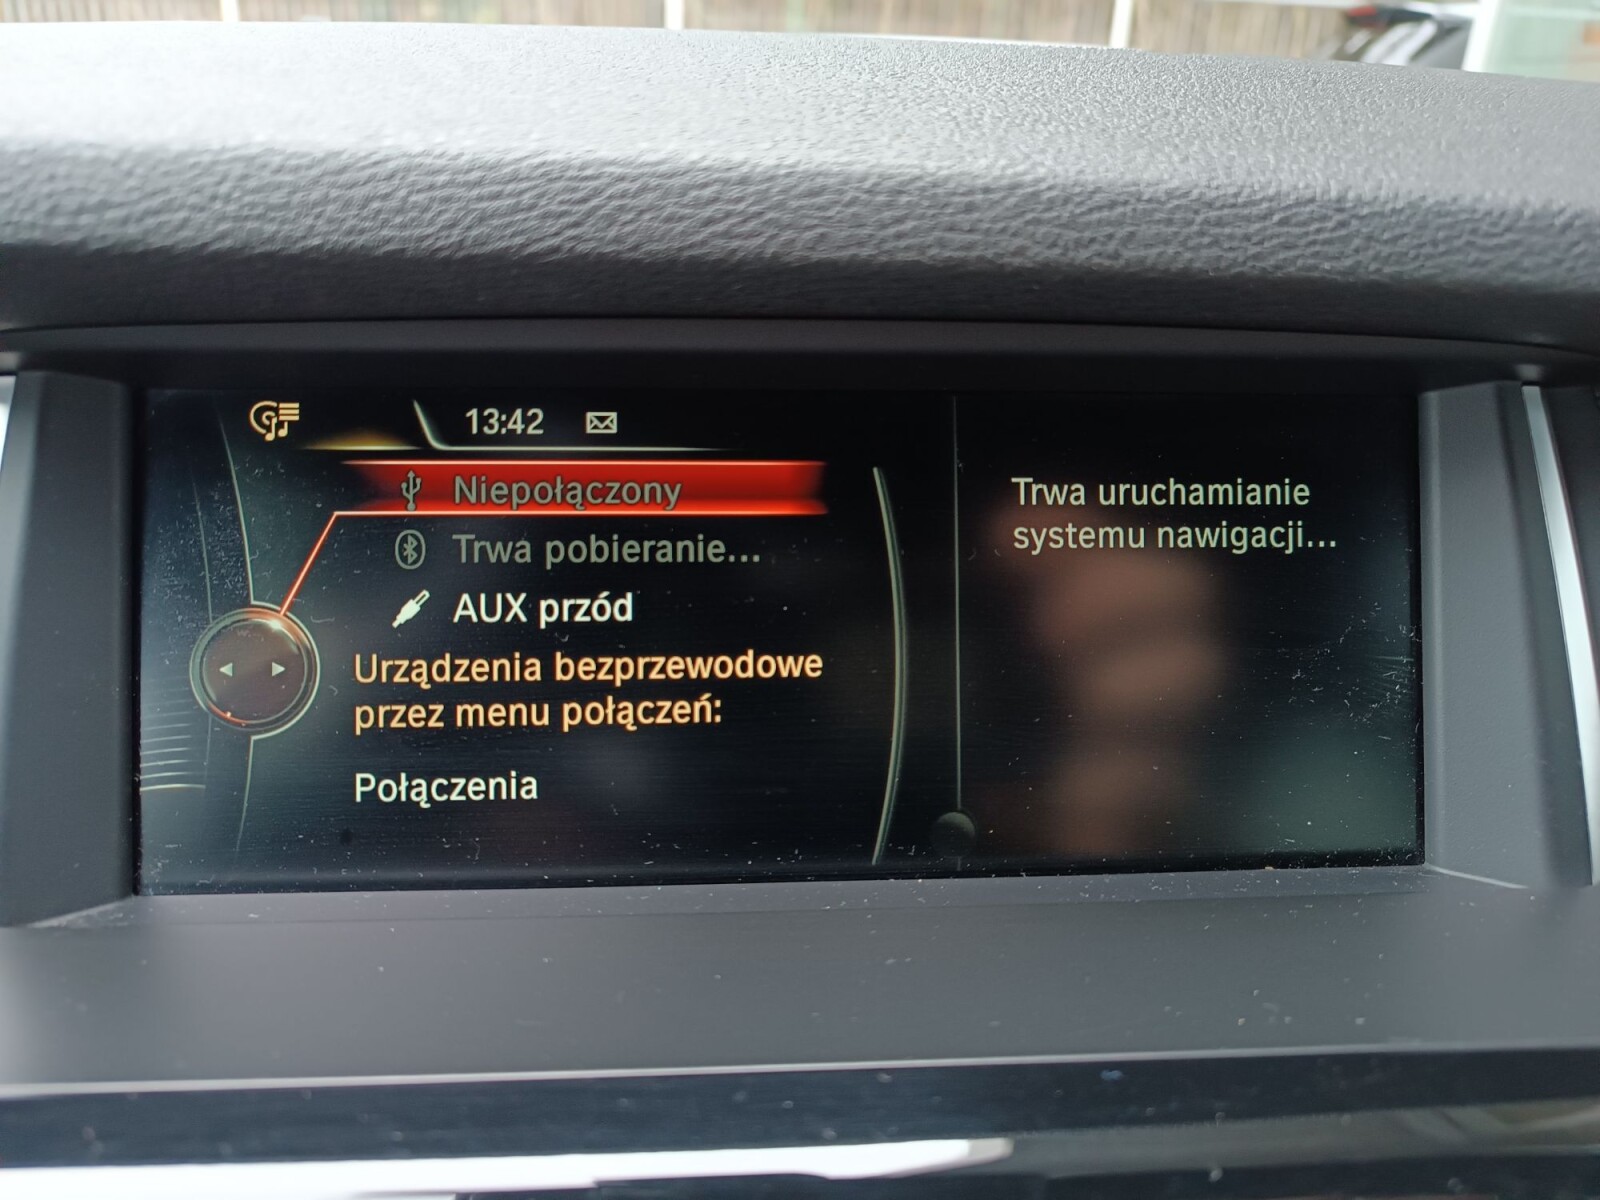 13:42
Niepołączony
Trwa pobieranie...
AUX przód
Urządzenia bezprzewodowe
przez menu połączeń:
Połączenia
Trwa uruchamianie
systemu nawigacji...